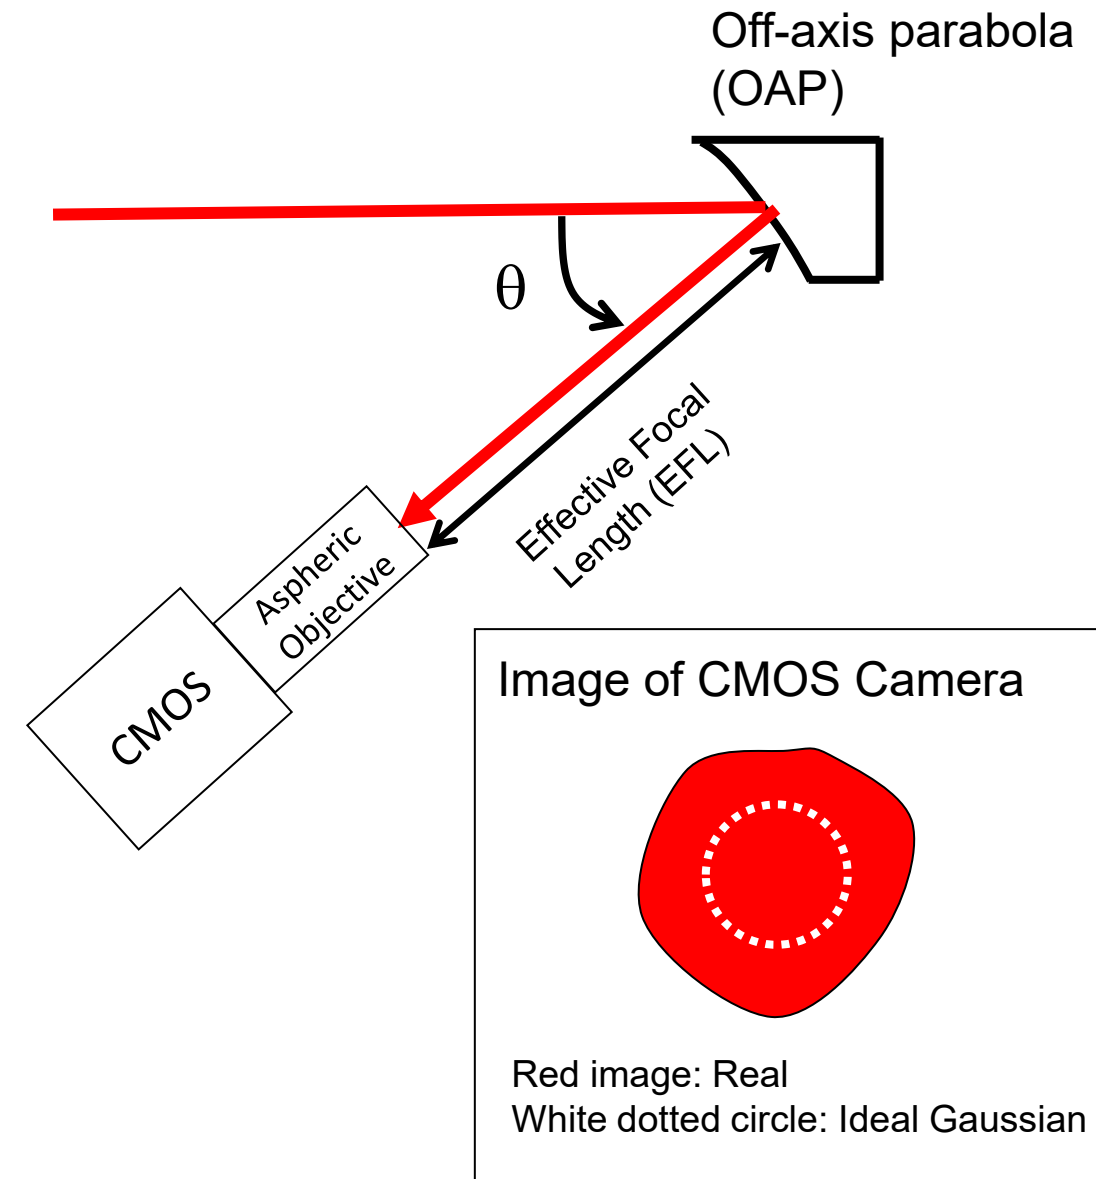 Off-axis parabola
(OAP)
θ
Effective Focal
Length (EFL)
Aspheric
Objective
CMOS
Image of CMOS Camera
Red image: Real
White dotted circle: Ideal Gaussian